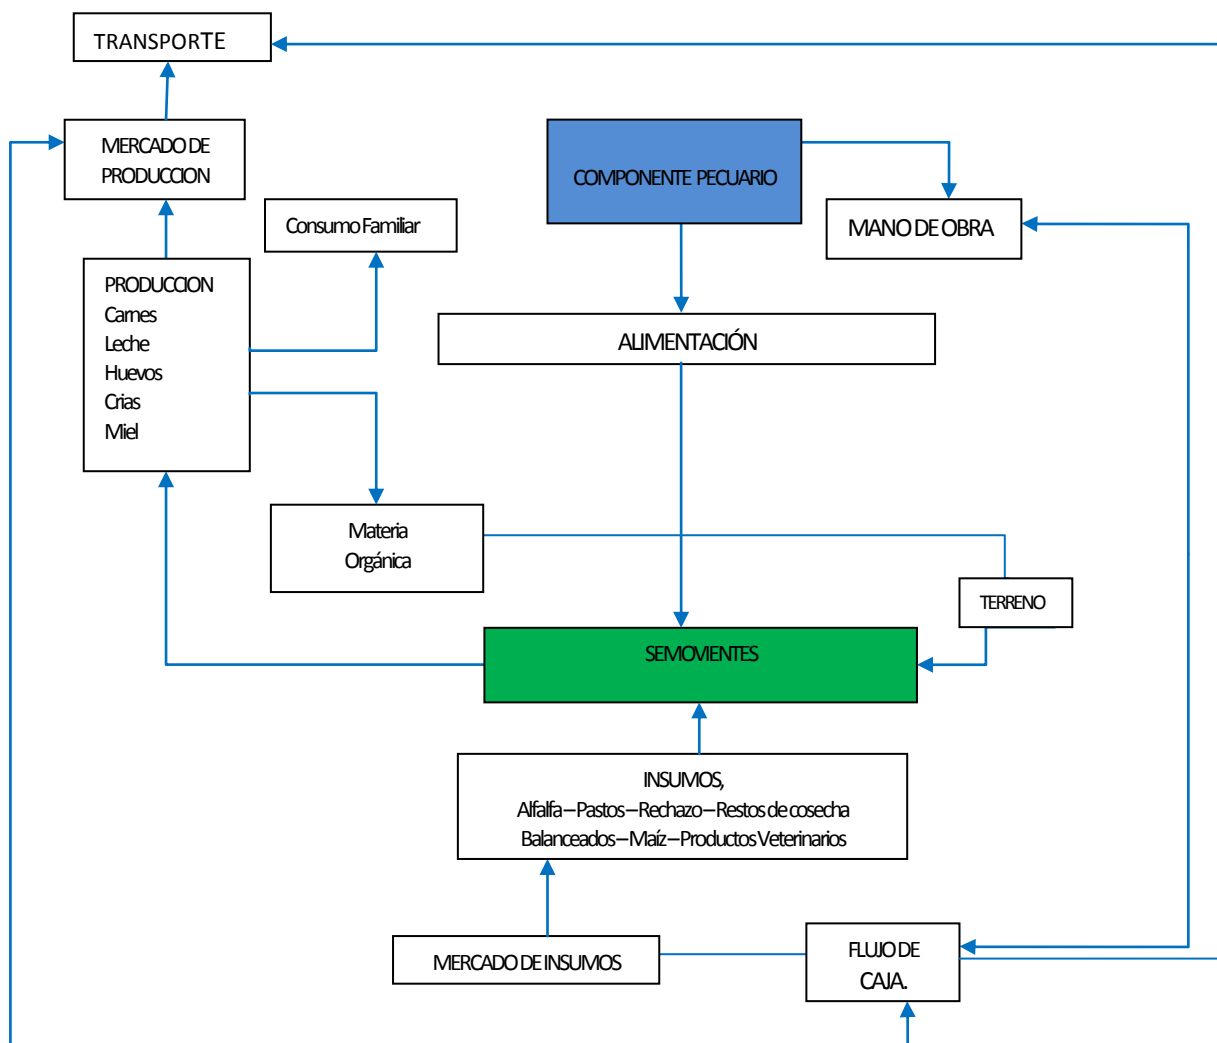 TRANSPORTE
MERCADO DE
PRODUCCION
COMPONENTE PECUARIO
Consumo Familiar
MANO DE OBRA
PRODUCCION
Carnes
Leche
Huevos
Crias
Miel
ALIMENTACIÓN
Materia
Orgánica
TERRENO
SEMOVIENTES
INSUMOS,
Alfalfa – Pastos – Rechazo – Restos de cosecha
Balanceados – Maíz – Productos Veterinarios
MERCADO DE INSUMOS
FLUJO DE
CAJA.